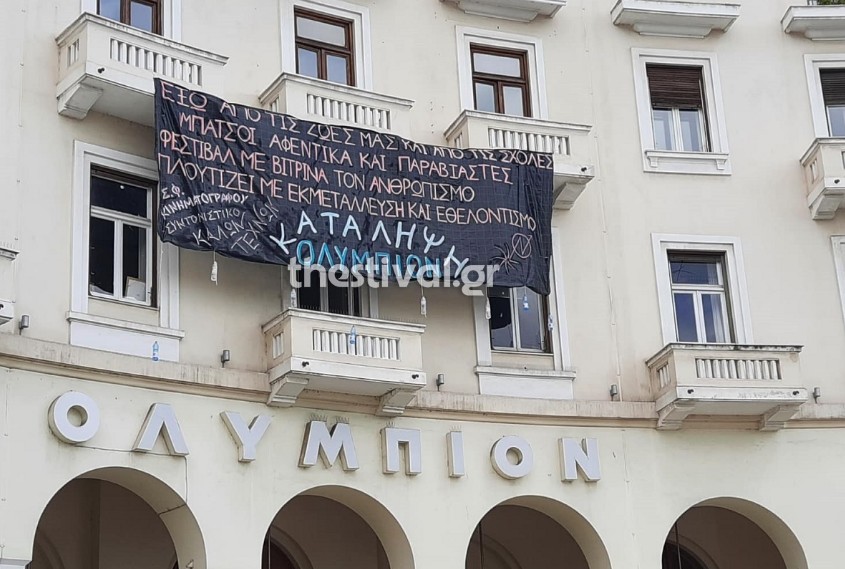 ΕΞΩ ΑΠΟ ΤΙΣ ΖΩΕΣ ΜΑΣ ΚΑΙ ΑΠΟ ΤΙΣ ΣΧΟΛΕΣ
ΜΠΑΤΣΟΙ ΑΦΕΝΤΙΚΑ ΚΑΙ ΠΑΡΑΒΙΑΣΤΕΣ
ΦΕΣΤΙΒΑΛ ΜΕ ΒΙΤΡΙΝΑ ΤΟΝ ΑΝΘΡΩΠΙΣΜΟ
ΠΛΟΥΤΙΖΕΙ ΜΕ ΕΚΜΕΤΑΛΛΕΥΣΗ ΚΑΙ ΕΘΕΛΟΝΤΙΣΜΟ
Σ.Φ.
ΚΙΝΗΜΑΤΟΓΡΑΦΟΥ
ΣΥΝΤΟΝΙΣΤΙΚΟ
ΚΑΤΑΛΗΨΗ
ΟΛΥΜΠΙΟΝ
thestival.gr
ΟΛΥΜΠΙΟΝ